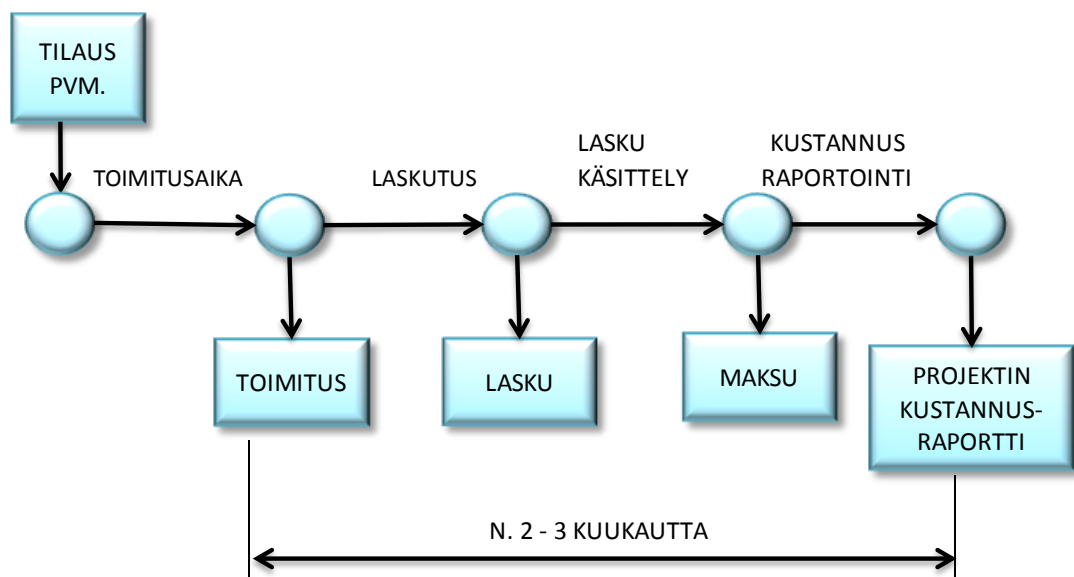 TILAUS
PVM.
TOIMITUSAIKA
LASKUTUS
LASKU
KÄSITTELY
KUSTANNUS
RAPORTOINTI
TOIMITUS
LASKU
MAKSU
PROJEKTIN
KUSTANNUS-
RAPORTTI
N. 2 - 3 KUUKAUTTA